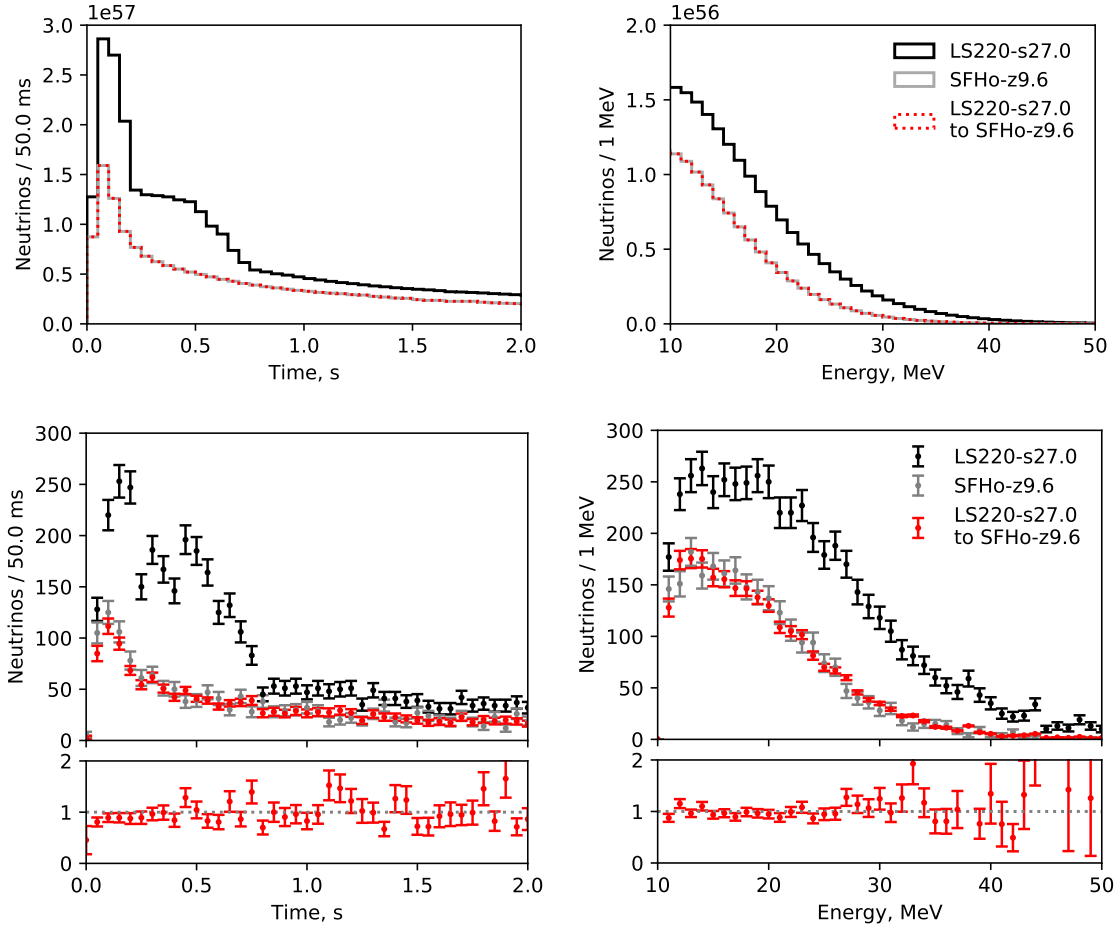 1e57
3.0
2.5
2.0
1.5
1.0
0.5
0.0
Neutrinos / 50.0 ms
0.0 0.5 1.0 1.5 2.0
Time, s
1e56
2.0
1.5
1.0
0.5
0.0
Neutrinos / 1 MeV
10 20 30 40 50
Energy, MeV
LS220-s27.0
SFHo-z9.6
LS220-s27.0
to SFHo-z9.6
300
250
200
150
100
50
0
Neutrinos / 50.0 ms
2
1
0
0.0 0.5 1.0 1.5 2.0
Time, s
300
250
200
150
100
50
0
Neutrinos / 1 MeV
LS220-s27.0
SFHo-z9.6
LS220-s27.0
to SFHo-z9.6
2
1
0
10 20 30 40 50
Energy, MeV